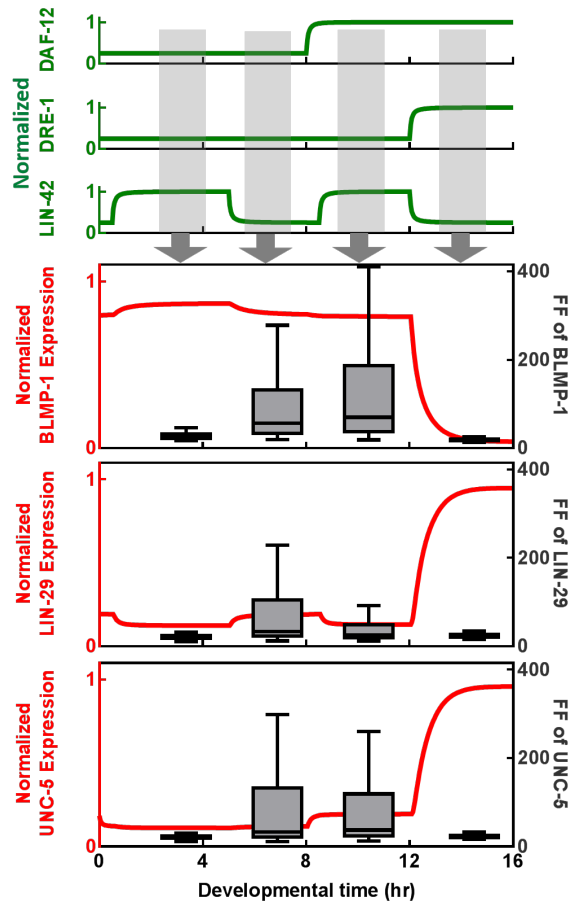 Normalized
DAF-12
1
0
DRE-1
1
0
LIN-42
1
0
Normalized
BLMP-1 Expression
1
0
400
200
0
FF of BLMP-1
Normalized
LIN-29 Expression
1
0
400
200
0
FF of LIN-29
Normalized
UNC-5 Expression
1
0
400
200
0
FF of UNC-5
0 4 8 12 16
Developmental time (hr)